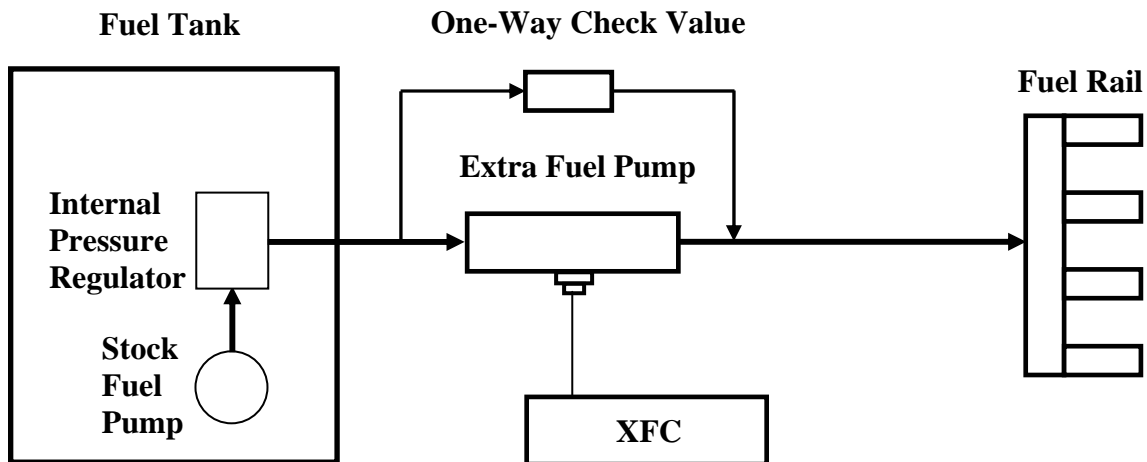 Fuel Tank
One-Way Check Value
Fuel Rail
Extra Fuel Pump
Internal
Pressure
Regulator
Stock
Fuel
Pump
XFC